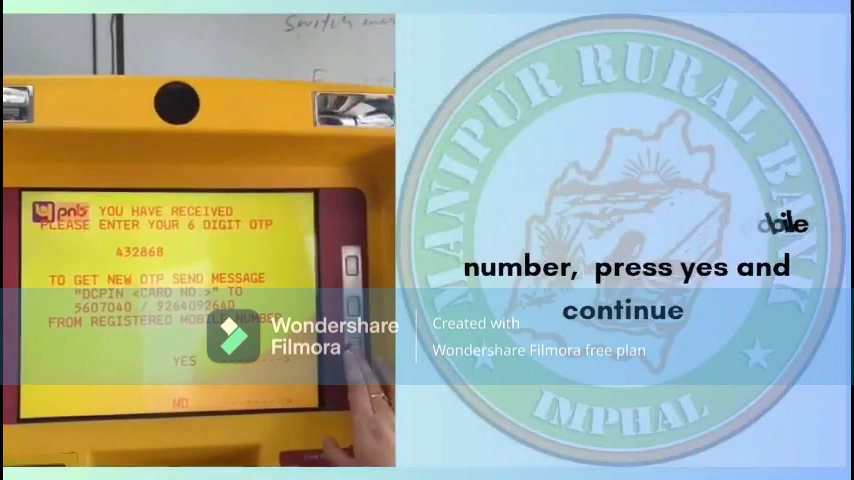 pnb YOU HAVE RECEIVED
PLEASE ENTER YOUR 6 DIGIT OTP
432868
TO GET NEW OTP SEND MESSAGE
"DCPIN <CARD NO.>" TO
5607040 / 9264092640
FROM REGISTERED MOBILE NUMBER
YES
NO
Switch
MANIPUR RURAL BANK
number, press yes and
continue
IMPHAL
Wondershare
Filmora
Created with
Wondershare Filmora free plan